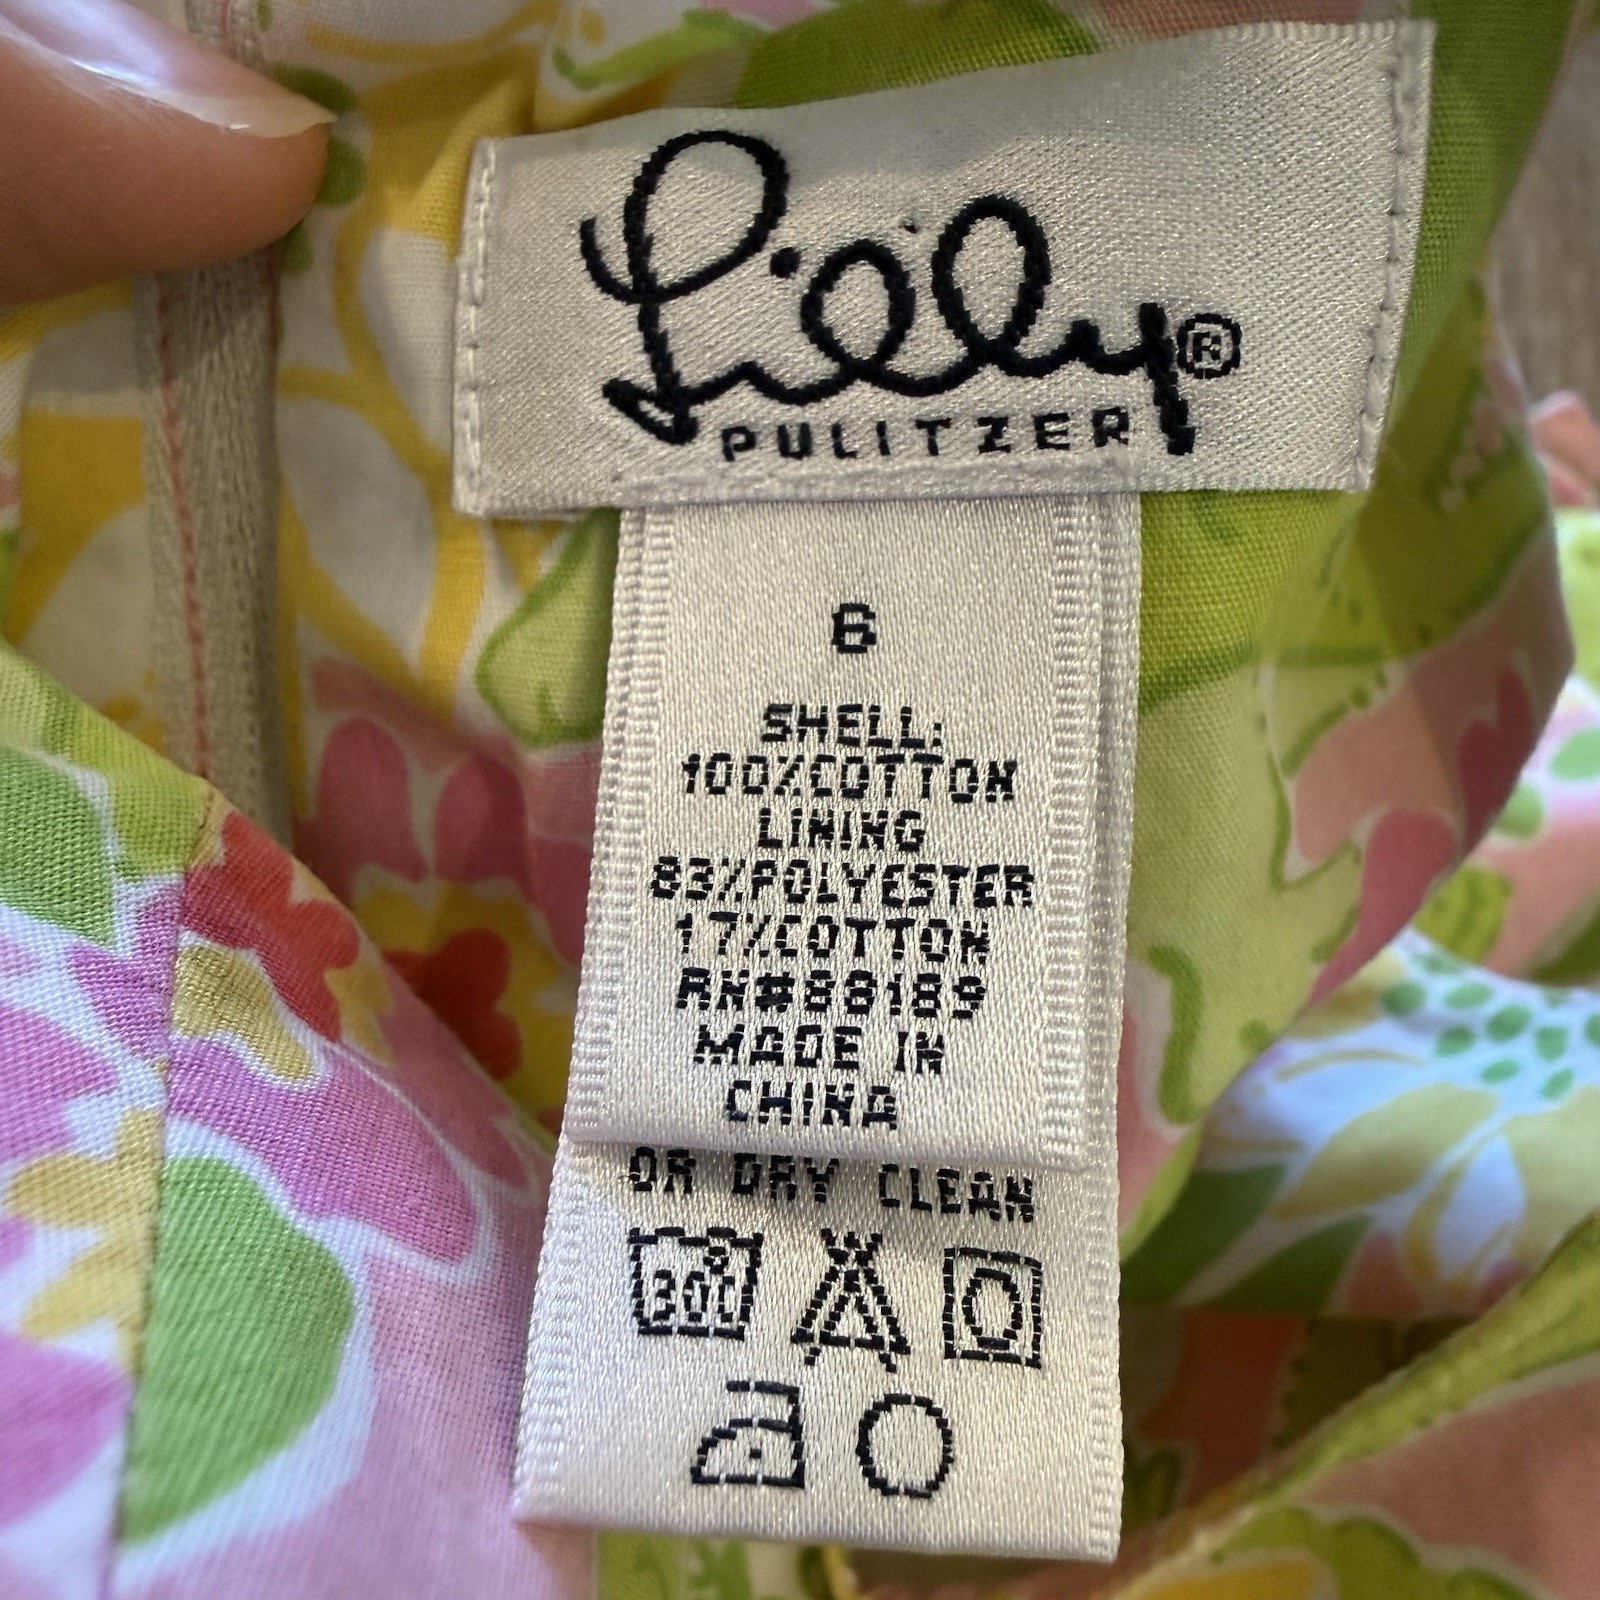 Lilly®
PULITZER
6
SHELL:
100%COTTON
LINING
83%POLYESTER
17%COTTON
RN#88189
MADE IN
CHINA
OR DRY CLEAN
30C